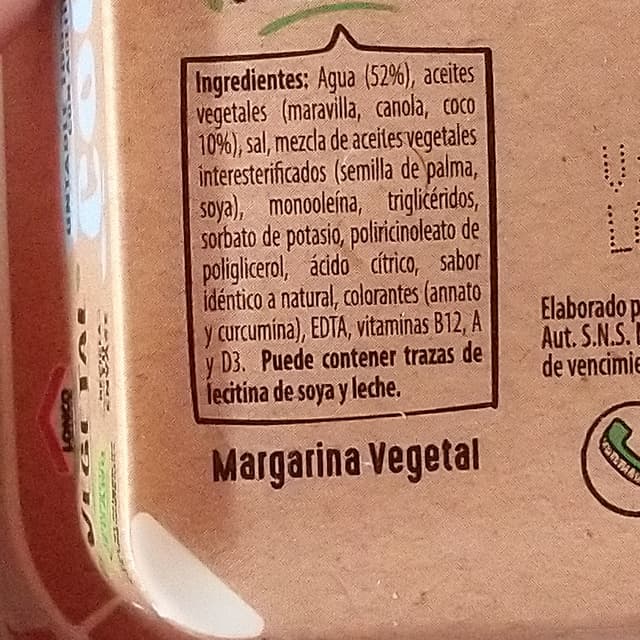 Ingredientes: Agua (52%), aceites
vegetales (maravilla, canola, coco
10%), sal, mezcla de aceites vegetales
interesterificados (semilla de palma,
soya), monooleína, triglicéridos,
sorbato de potasio, poliricinoleato de
poliglicerol, ácido cítrico, sabor
idéntico a natural, colorantes (annato
y curcumina), EDTA, vitaminas B12, A
y D3. Puede contener trazas de
lecitina de soya y leche.
Margarina Vegetal
Elaborado p
Aut. S.N.S.
de vencimie
LONCO
VEGETAL